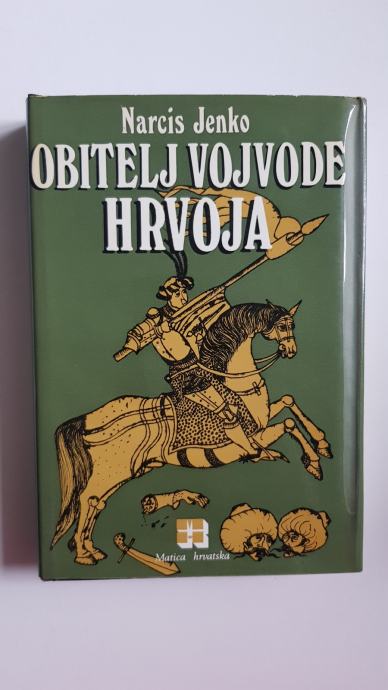 Narcis Jenko
OBITELJ VOJVODE
HRVOJA
Matica hrvatska